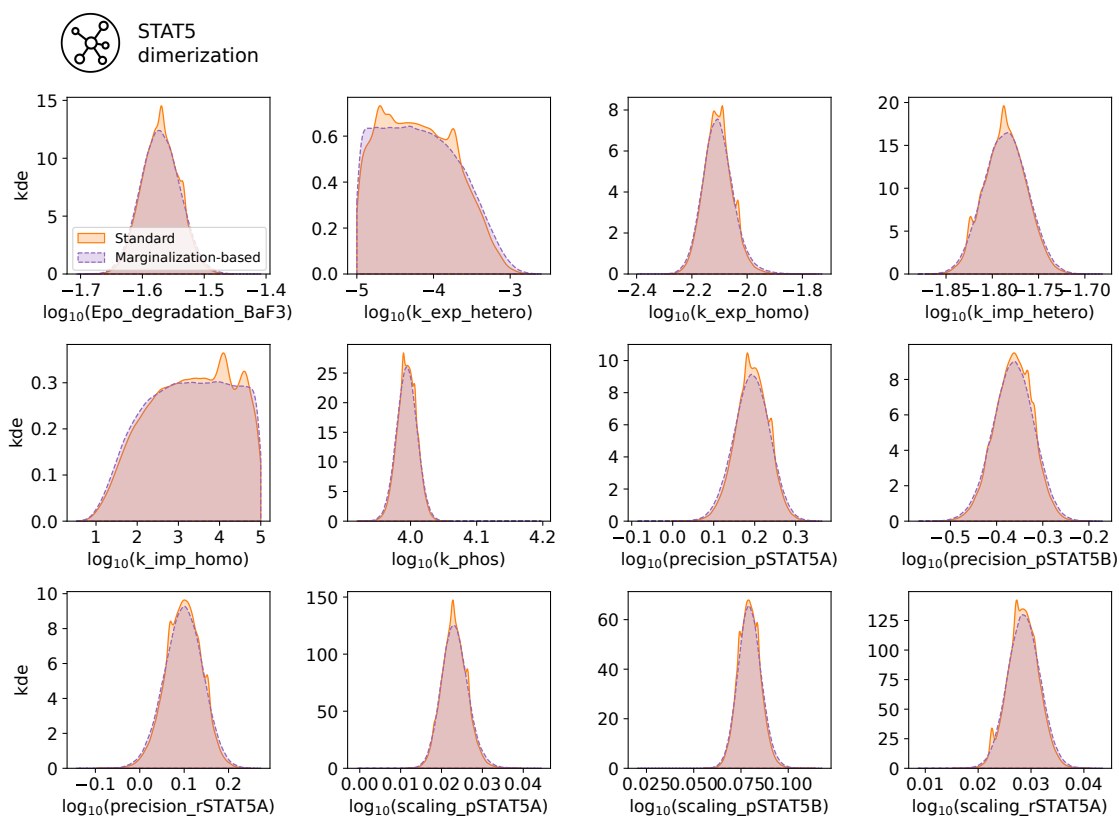 STAT5
dimerization
15
10
5
0
kde
−1.7 −1.6 −1.5 −1.4
log10(Epo_degradation_BaF3)
Standard
Marginalization-based
0.6
0.4
0.2
0.0
−5 −4 −3
log10(k_exp_hetero)
8
6
4
2
0
−2.4 −2.2 −2.0 −1.8
log10(k_exp_homo)
20
15
10
5
0
−1.85 −1.80 −1.75 −1.70
log10(k_imp_hetero)
0.3
0.2
0.1
0.0
kde
1 2 3 4 5
log10(k_imp_homo)
25
20
15
10
5
0
4.0 4.1 4.2
log10(k_phos)
10
8
6
4
2
0
−0.1 0.0 0.1 0.2 0.3
log10(precision_pSTAT5A)
8
6
4
2
0
−0.5 −0.4 −0.3 −0.2
log10(precision_pSTAT5B)
10
8
6
4
2
0
kde
−0.1 0.0 0.1 0.2
log10(precision_rSTAT5A)
150
100
50
0
0.00 0.01 0.02 0.03 0.04
log10(scaling_pSTAT5A)
60
40
20
0
0.025 0.050 0.075 0.100
log10(scaling_pSTAT5B)
125
100
75
50
25
0
0.01 0.02 0.03 0.04
log10(scaling_rSTAT5A)